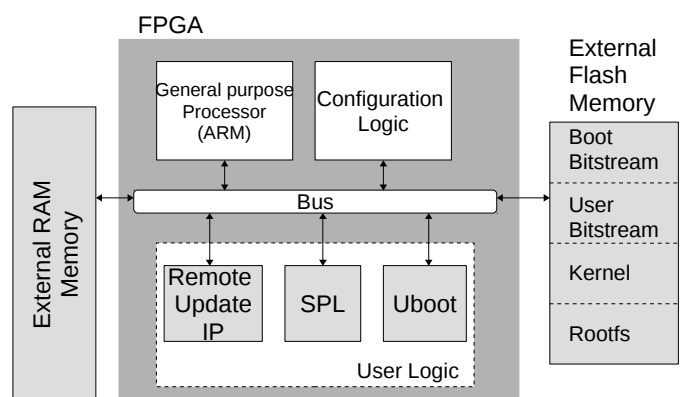 FPGA
External RAM
Memory
General purpose
Processor
(ARM)
Configuration
Logic
Bus
Remote
Update
IP
SPL
Uboot
User Logic
External
Flash
Memory
Boot
Bitstream
User
Bitstream
Kernel
Rootfs